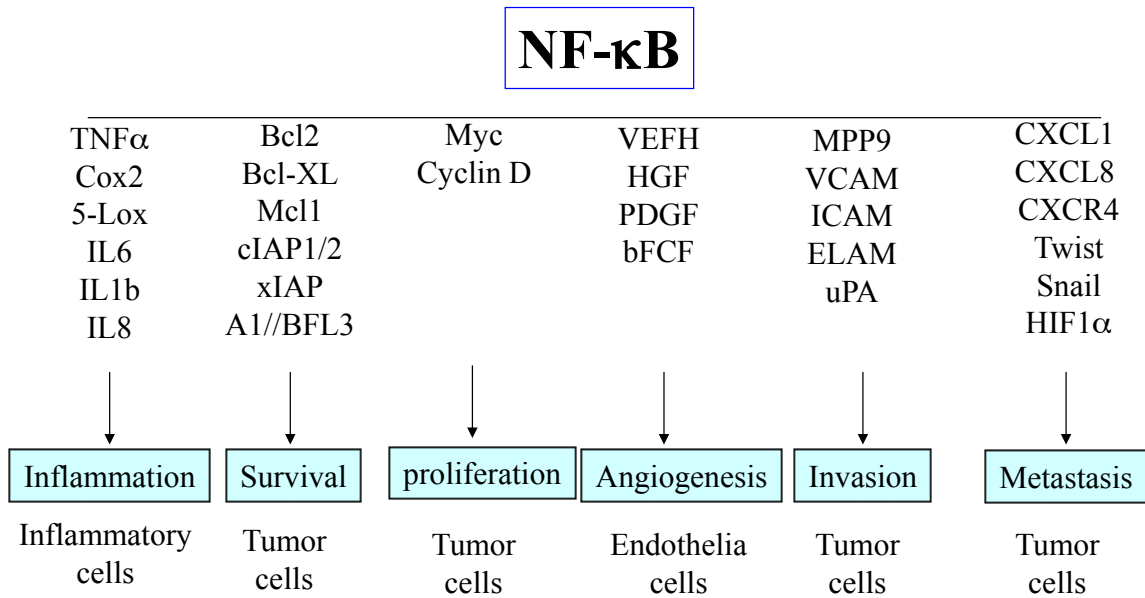 NF-κB
TNFα
Cox2
5-Lox
IL6
IL1b
IL8
Bcl2
Bcl-XL
Mcl1
cIAP1/2
xIAP
A1//BFL3
Myc
Cyclin D
VEFH
HGF
PDGF
bFCF
MPP9
VCAM
ICAM
ELAM
uPA
CXCL1
CXCL8
CXCR4
Twist
Snail
HIF1α
Inflammation
Survival
proliferation
Angiogenesis
Invasion
Metastasis
Inflammatory
cells
Tumor
cells
Tumor
cells
Endothelia
cells
Tumor
cells
Tumor
cells